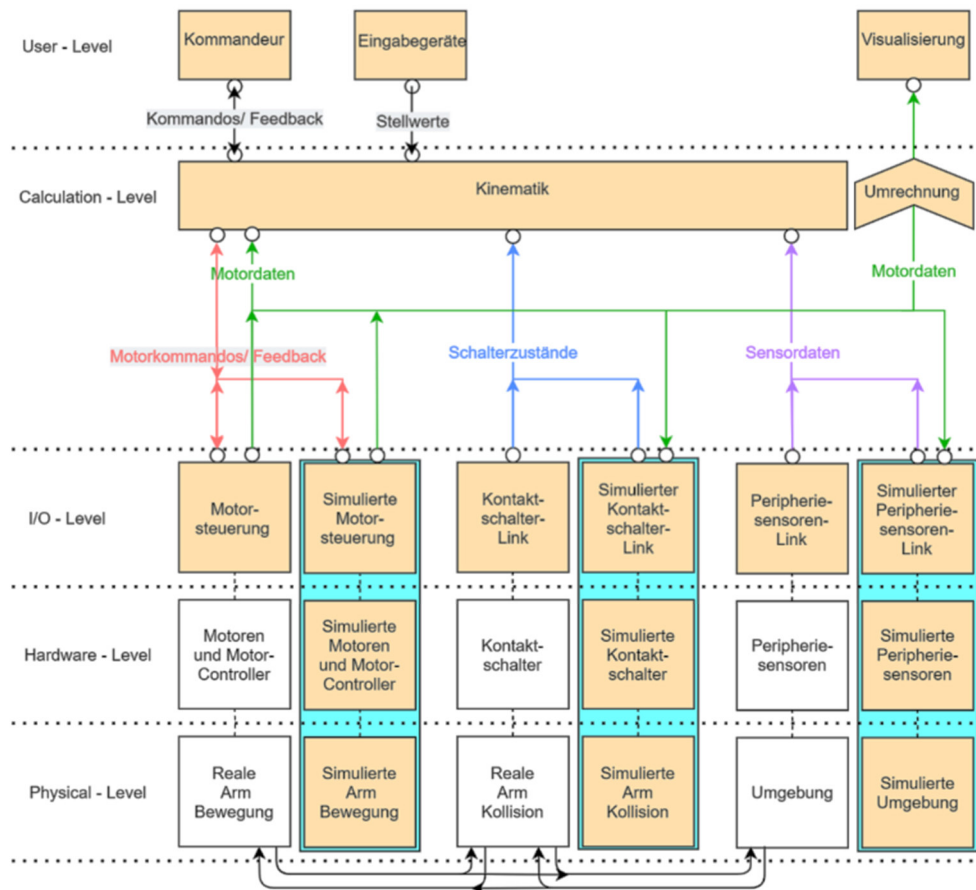 User - Level
Kommandeur
Eingabegeräte
Visualisierung
Kommandos/ Feedback
Stellwerte
Calculation - Level
Kinematik
Umrechnung
Motordaten
Motordaten
Motorkommandos/ Feedback
Schalterzustände
Sensordaten
I/O - Level
Motor-
steuerung
Simulierte
Motor-
steuerung
Kontakt-
schalter-
Link
Simulierter
Kontakt-
schalter-
Link
Peripherie-
sensoren-
Link
Simulierter
Peripherie-
sensoren-
Link
Hardware - Level
Motoren
und Motor-
Controller
Simulierte
Motoren
und Motor-
Controller
Kontakt-
schalter
Simulierte
Kontakt-
schalter
Peripherie-
sensoren
Simulierte
Peripherie-
sensoren
Physical - Level
Reale
Arm
Bewegung
Simulierte
Arm
Bewegung
Reale
Arm
Kollision
Simulierte
Arm
Kollision
Umgebung
Simulierte
Umgebung